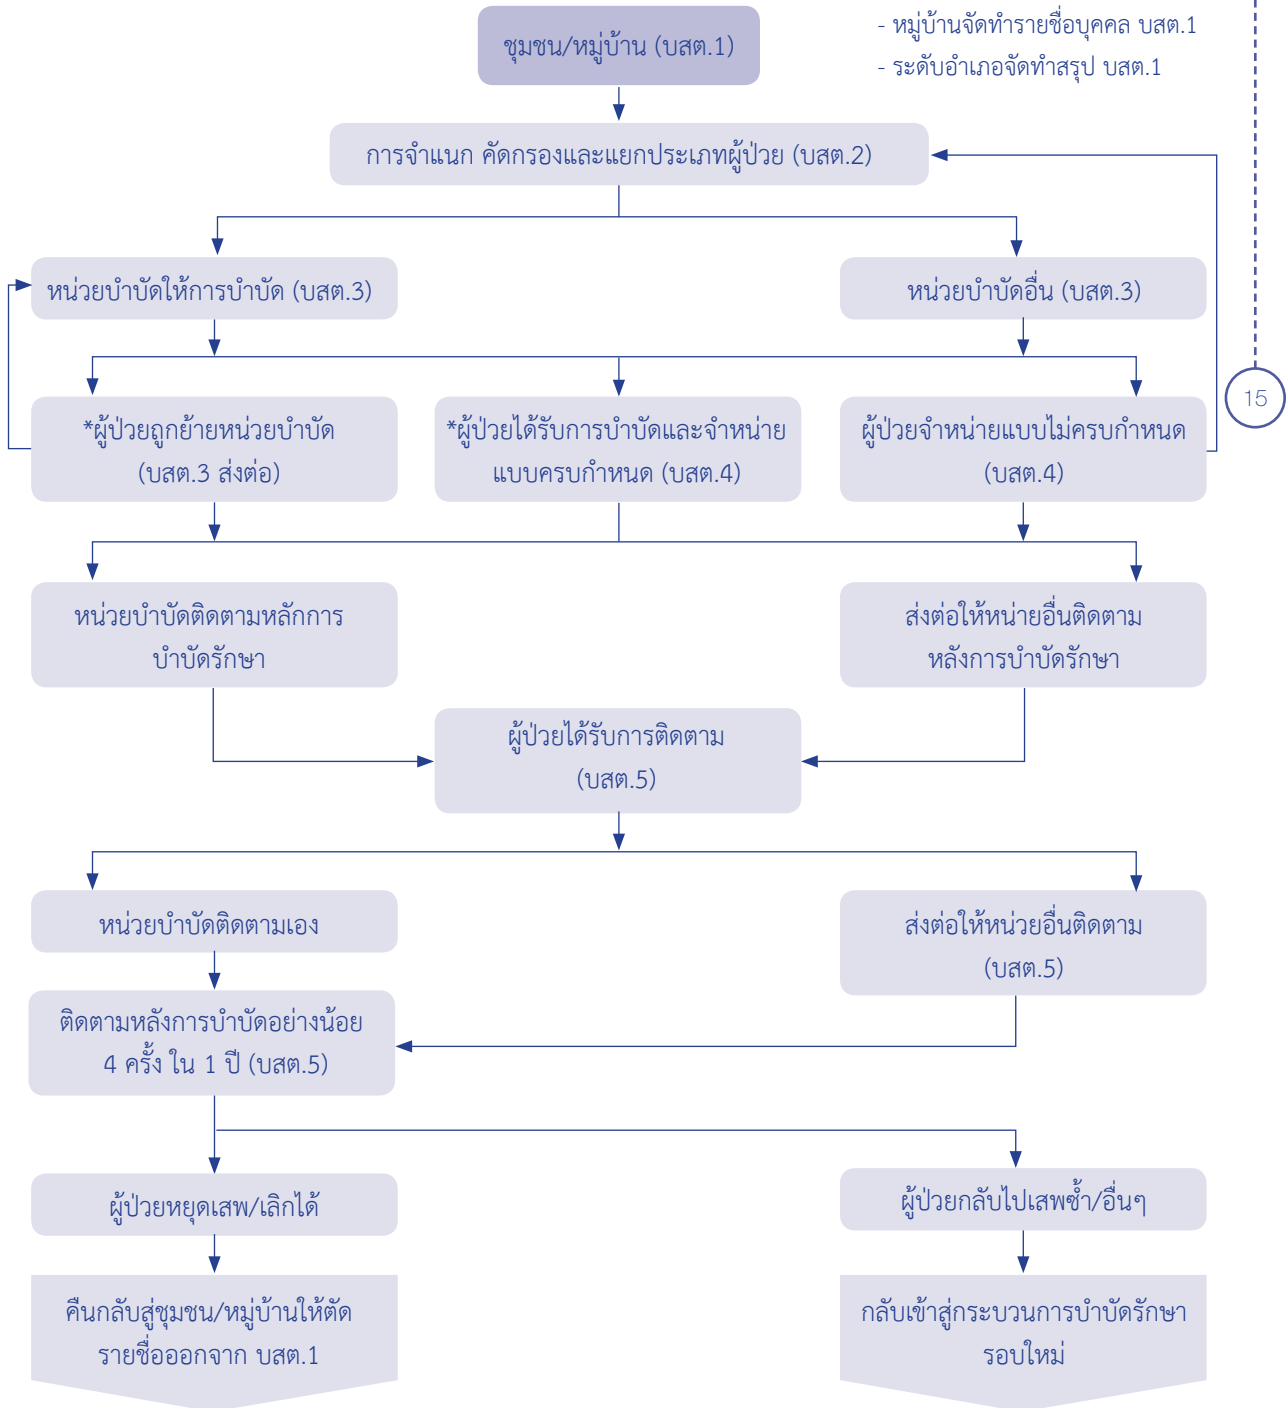 ชุมชน/หมู่บ้าน (บสต.1)
- หมู่บ้านจัดทำรายชื่อบุคคล บสต.1
- ระดับอำเภอจัดทำสรุป บสต.1
การจำแนก คัดกรองและแยกประเภทผู้ป่วย (บสต.2)
หน่วยบำบัดให้การบำบัด (บสต.3)
หน่วยบำบัดอื่น (บสต.3)
15
*ผู้ป่วยถูกย้ายหน่วยบำบัด
(บสต.3 ส่งต่อ)
*ผู้ป่วยได้รับการบำบัดและจำหน่าย
แบบครบกำหนด (บสต.4)
ผู้ป่วยจำหน่ายแบบไม่ครบกำหนด
(บสต.4)
หน่วยบำบัดติดตามหลักการ
บำบัดรักษา
ส่งต่อให้หน่ายอื่นติดตาม
หลังการบำบัดรักษา
ผู้ป่วยได้รับการติดตาม
(บสต.5)
หน่วยบำบัดติดตามเอง
ส่งต่อให้หน่วยอื่นติดตาม
(บสต.5)
ติดตามหลังการบำบัดอย่างน้อย
4 ครั้ง ใน 1 ปี (บสต.5)
ผู้ป่วยหยุดเสพ/เลิกได้
ผู้ป่วยกลับไปเสพซ้ำ/อื่นๆ
คืนกลับสู่ชุมชน/หมู่บ้านให้ตัด
รายชื่อออกจาก บสต.1
กลับเข้าสู่กระบวนการบำบัดรักษา
รอบใหม่